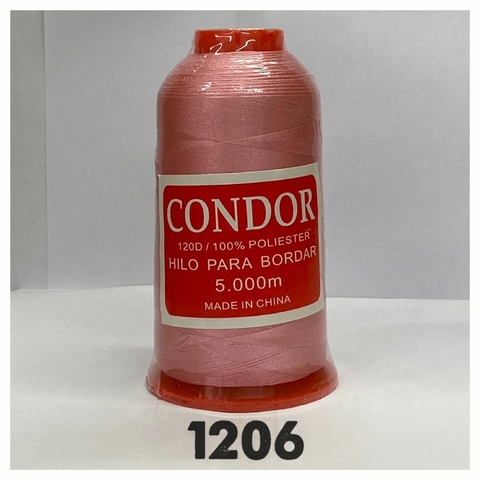 CONDOR
120D / 100% POLIESTER
HILO PARA BORDAR
5.000m
MADE IN CHINA
1206